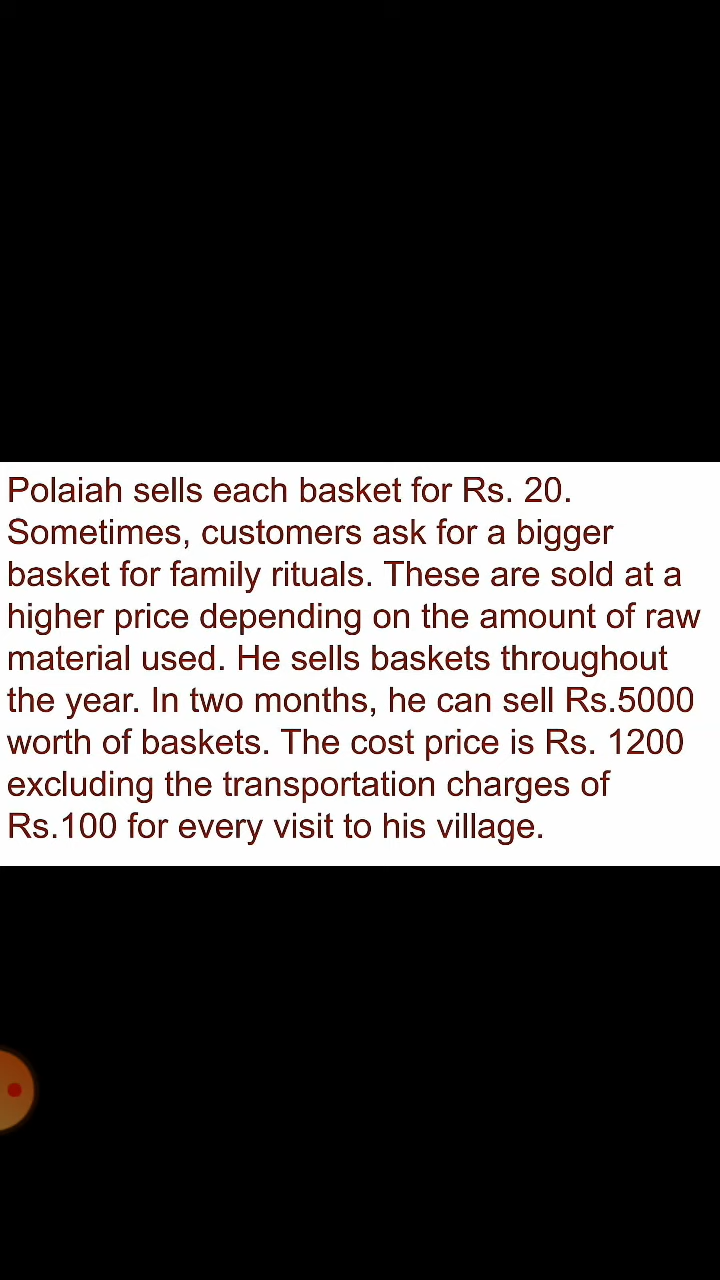 Polaiah sells each basket for Rs. 20.
Sometimes, customers ask for a bigger
basket for family rituals. These are sold at a
higher price depending on the amount of raw
material used. He sells baskets throughout
the year. In two months, he can sell Rs.5000
worth of baskets. The cost price is Rs. 1200
excluding the transportation charges of
Rs.100 for every visit to his village.